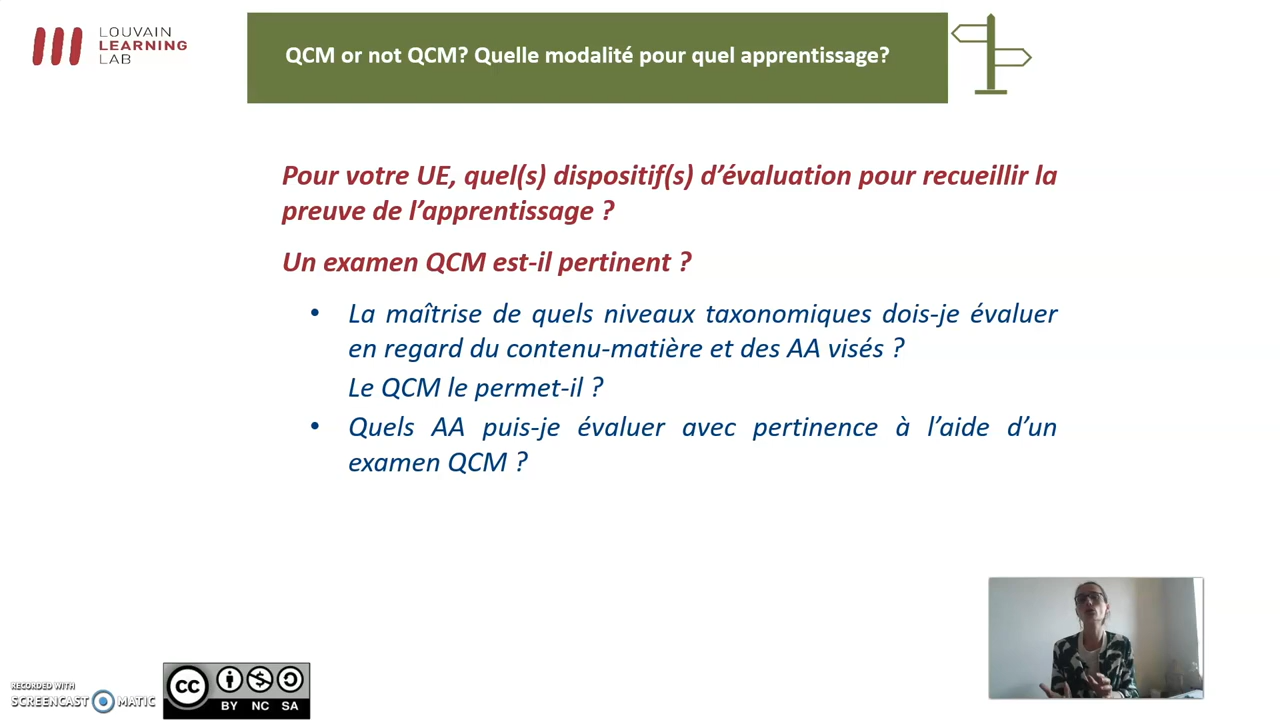 LOUVAIN
LEARNING
LAB
QCM or not QCM? Quelle modalité pour quel apprentissage?
Pour votre UE, quel(s) dispositif(s) d’évaluation pour recueillir la
preuve de l’apprentissage ?
Un examen QCM est-il pertinent ?
• La maîtrise de quels niveaux taxonomiques dois-je évaluer
en regard du contenu-matière et des AA visés ?
Le QCM le permet-il ?
• Quels AA puis-je évaluer avec pertinence à l’aide d’un
examen QCM ?
RECORDED WITH
SCREENCAST MATIC
CC
BY NC SA